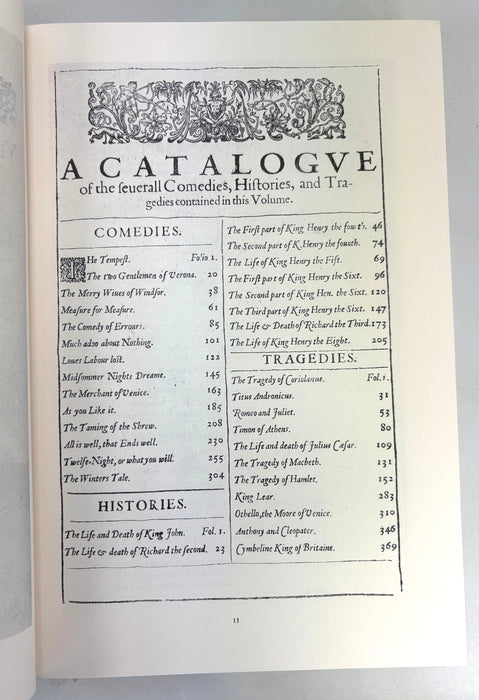 A CATALOGVE
of the ſeuerall Comedies, Hiſtories, and Tra-
gedies contained in this Volume.
COMEDIES.
THe Tempeſt. Folio 1.
The two Gentlemen of Verona. 20
The Merry Wiues of Windſor. 38
Meaſure for Meaſure. 61
The Comedy of Errours. 85
Much adoo about Nothing. 101
Loues Labour loſt. 122
Midſommer Nights Dreame. 145
The Merchant of Venice. 163
As you Like it. 185
The Taming of the Shrew. 208
All is well, that Ends well. 230
Twelfe-Night, or what you will. 255
The Winters Tale. 304
HISTORIES.
The Life and Death of King John. Fol. 1.
The Life & death of Richard the ſecond. 23
The Firſt part of King Henry the fourth. 46
The Second part of K. Henry the fourth. 74
The Life of King Henry the Fift. 69
The Firſt part of King Henry the Sixt. 96
The Second part of King Hen. the Sixt. 120
The Third part of King Henry the Sixt. 147
The Life & Death of Richard the Third. 173
The Life of King Henry the Eight. 205
TRAGEDIES.
The Tragedy of Coriolanus. Fol. 1.
Titus Andronicus. 31
Romeo and Juliet. 53
Timon of Athens. 80
The Life and death of Julius Cæſar. 109
The Tragedy of Macbeth. 131
The Tragedy of Hamlet. 152
King Lear. 283
Othello, the Moore of Venice. 310
Anthony and Cleopater. 346
Cymbeline King of Britaine. 369
13